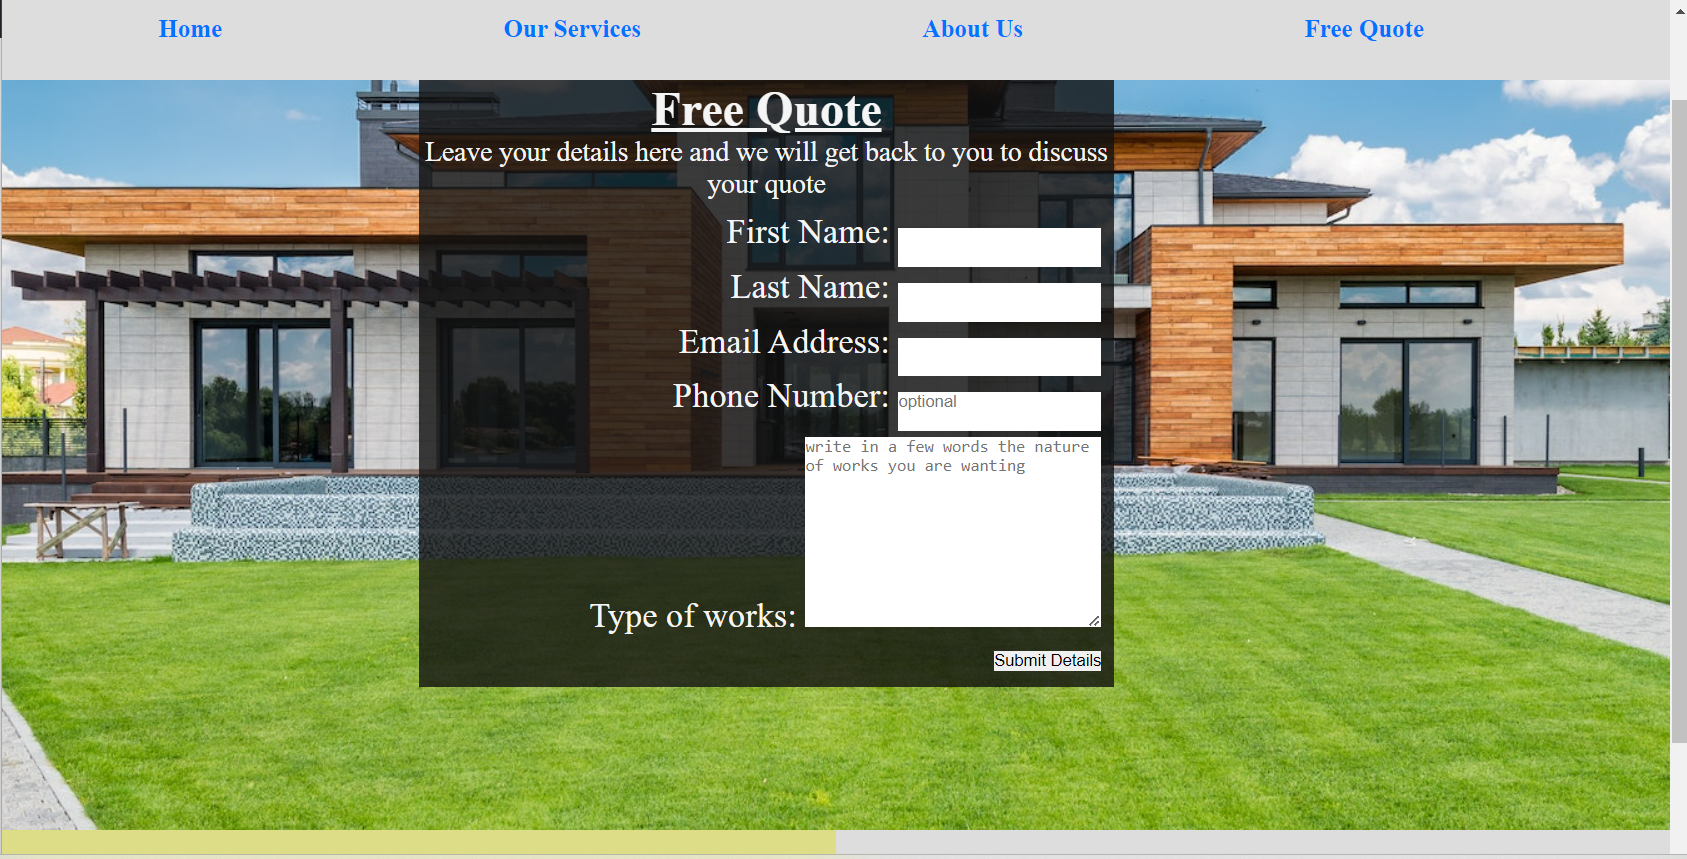 Home Our Services About Us Free Quote
Free Quote
Leave your details here and we will get back to you to discuss
your quote
First Name:
Last Name:
Email Address:
Phone Number: optional
write in a few words the nature
of works you are wanting
Type of works:
Submit Details